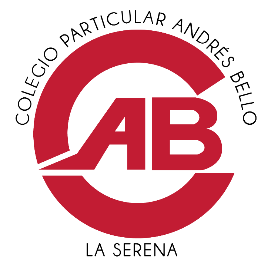 COLEGIO PARTICULAR ANDRÉS BELLO
AB
LA SERENA